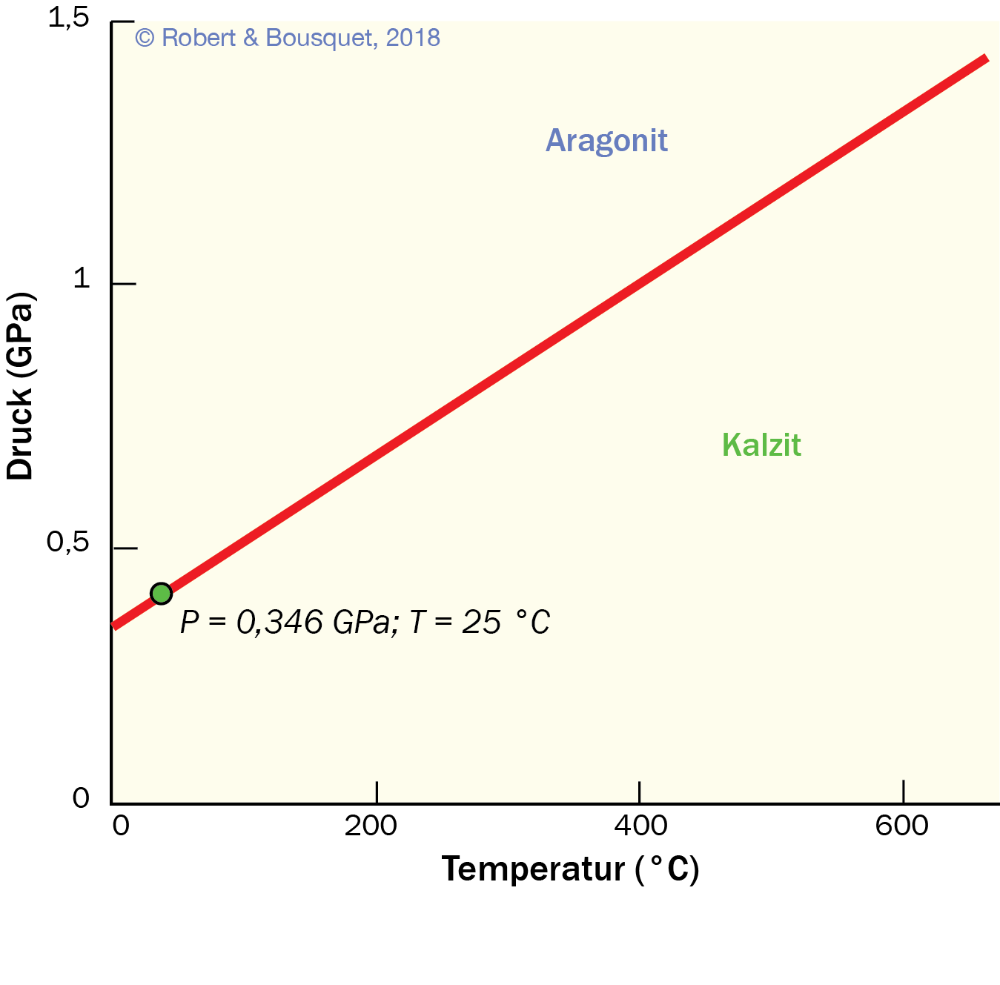 1,5
© Robert & Bousquet, 2018
Aragonit
1
Druck (GPa)
Kalzit
0,5
P = 0,346 GPa; T = 25 °C
0
0
200
400
600
Temperatur (°C)